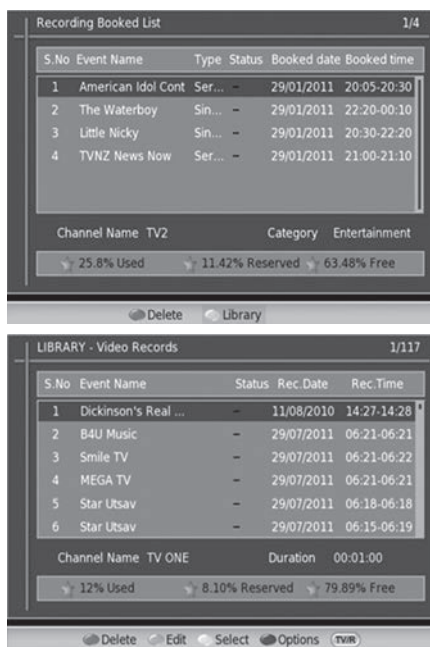 Recording Booked List 1/4
S.No Event Name Type Status Booked date Booked time
1 American Idol Cont Ser... – 29/01/2011 20:05-20:30
2 The Waterboy Sin... – 29/01/2011 22:20-00:10
3 Little Nicky Sin... – 29/01/2011 20:30-22:20
4 TVNZ News Now Ser... – 29/01/2011 21:00-21:10
Channel Name TV2 Category Entertainment
25.8% Used 11.42% Reserved 63.48% Free
Delete Library
LIBRARY - Video Records 1/117
S.No Event Name Status Rec.Date Rec.Time
1 Dickinson's Real ... – 11/08/2010 14:27-14:28
2 B4U Music – 29/07/2011 06:21-06:21
3 Smile TV – 29/07/2011 06:21-06:22
4 MEGA TV – 29/07/2011 06:21-06:21
5 Star Utsav – 29/07/2011 06:18-06:18
6 Star Utsav – 29/07/2011 06:15-06:19
Channel Name TV ONE Duration 00:01:00
12% Used 8.10% Reserved 79.89% Free
Delete Edit Select Options TV/R